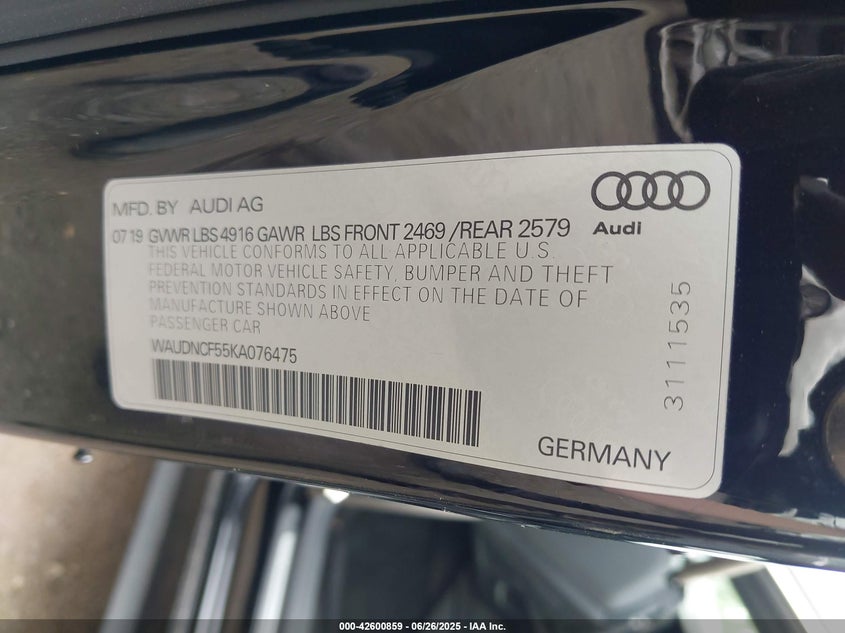 MFD. BY AUDI AG
Audi
07 19 GVWR LBS 4916 GAWR LBS FRONT 2469 /REAR 2579
THIS VEHICLE CONFORMS TO ALL APPLICABLE U.S.
FEDERAL MOTOR VEHICLE SAFETY, BUMPER AND THEFT
PREVENTION STANDARDS IN EFFECT ON THE DATE OF
MANUFACTURE SHOWN ABOVE
PASSENGER CAR
WAUDNCF55KA076475
3111535
GERMANY
000-42600859 - 06/26/2025 - IAA Inc.